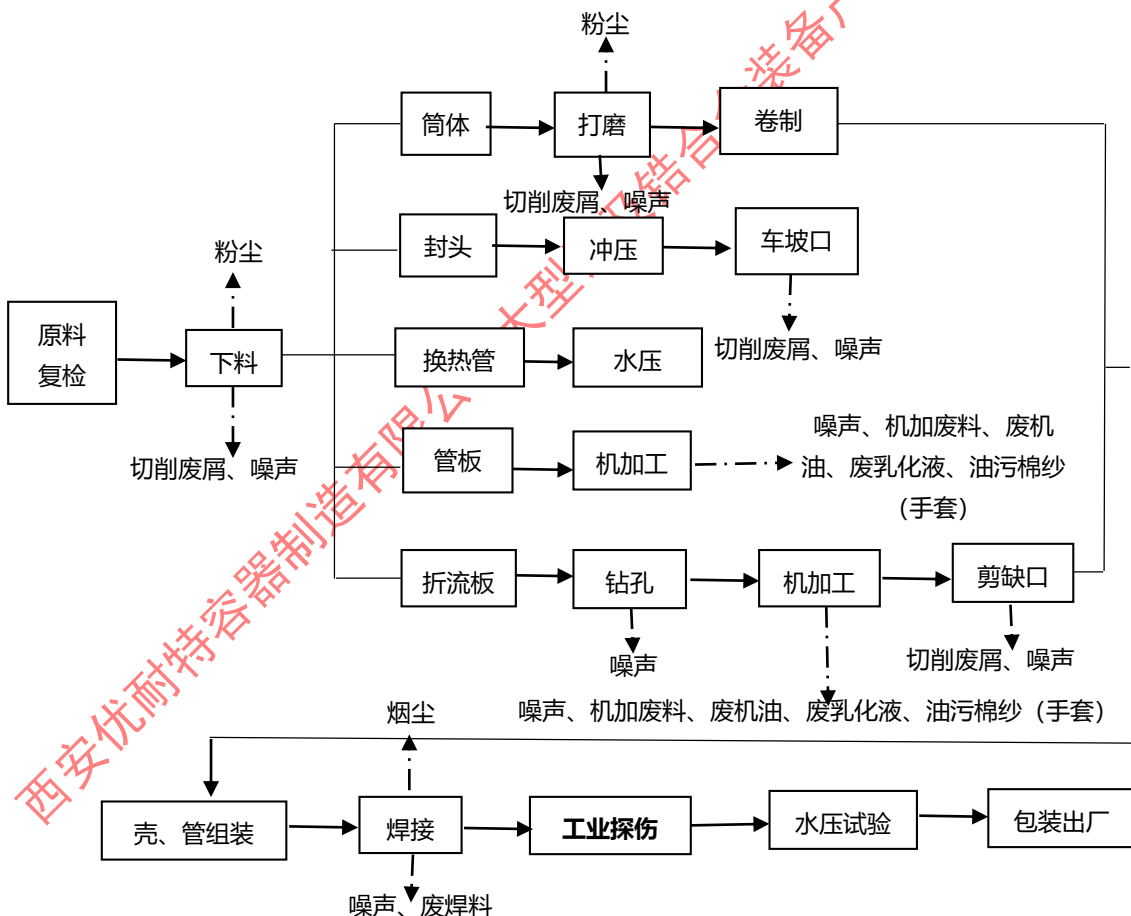 粉尘
筒体
打磨
卷制
切削废屑、噪声
封头
冲压
车坡口
粉尘
切削废屑、噪声
原料
复检
下料
换热管
水压
切削废屑、噪声
管板
机加工
噪声、机加废料、废机
油、废乳化液、油污棉纱
（手套）
折流板
钻孔
机加工
剪缺口
噪声
切削废屑、噪声
噪声、机加废料、废机油、废乳化液、油污棉纱（手套）
烟尘
壳、管组装
焊接
工业探伤
水压试验
包装出厂
噪声、废焊料
西安优耐特容器制造有限公
大型
锆合
装备